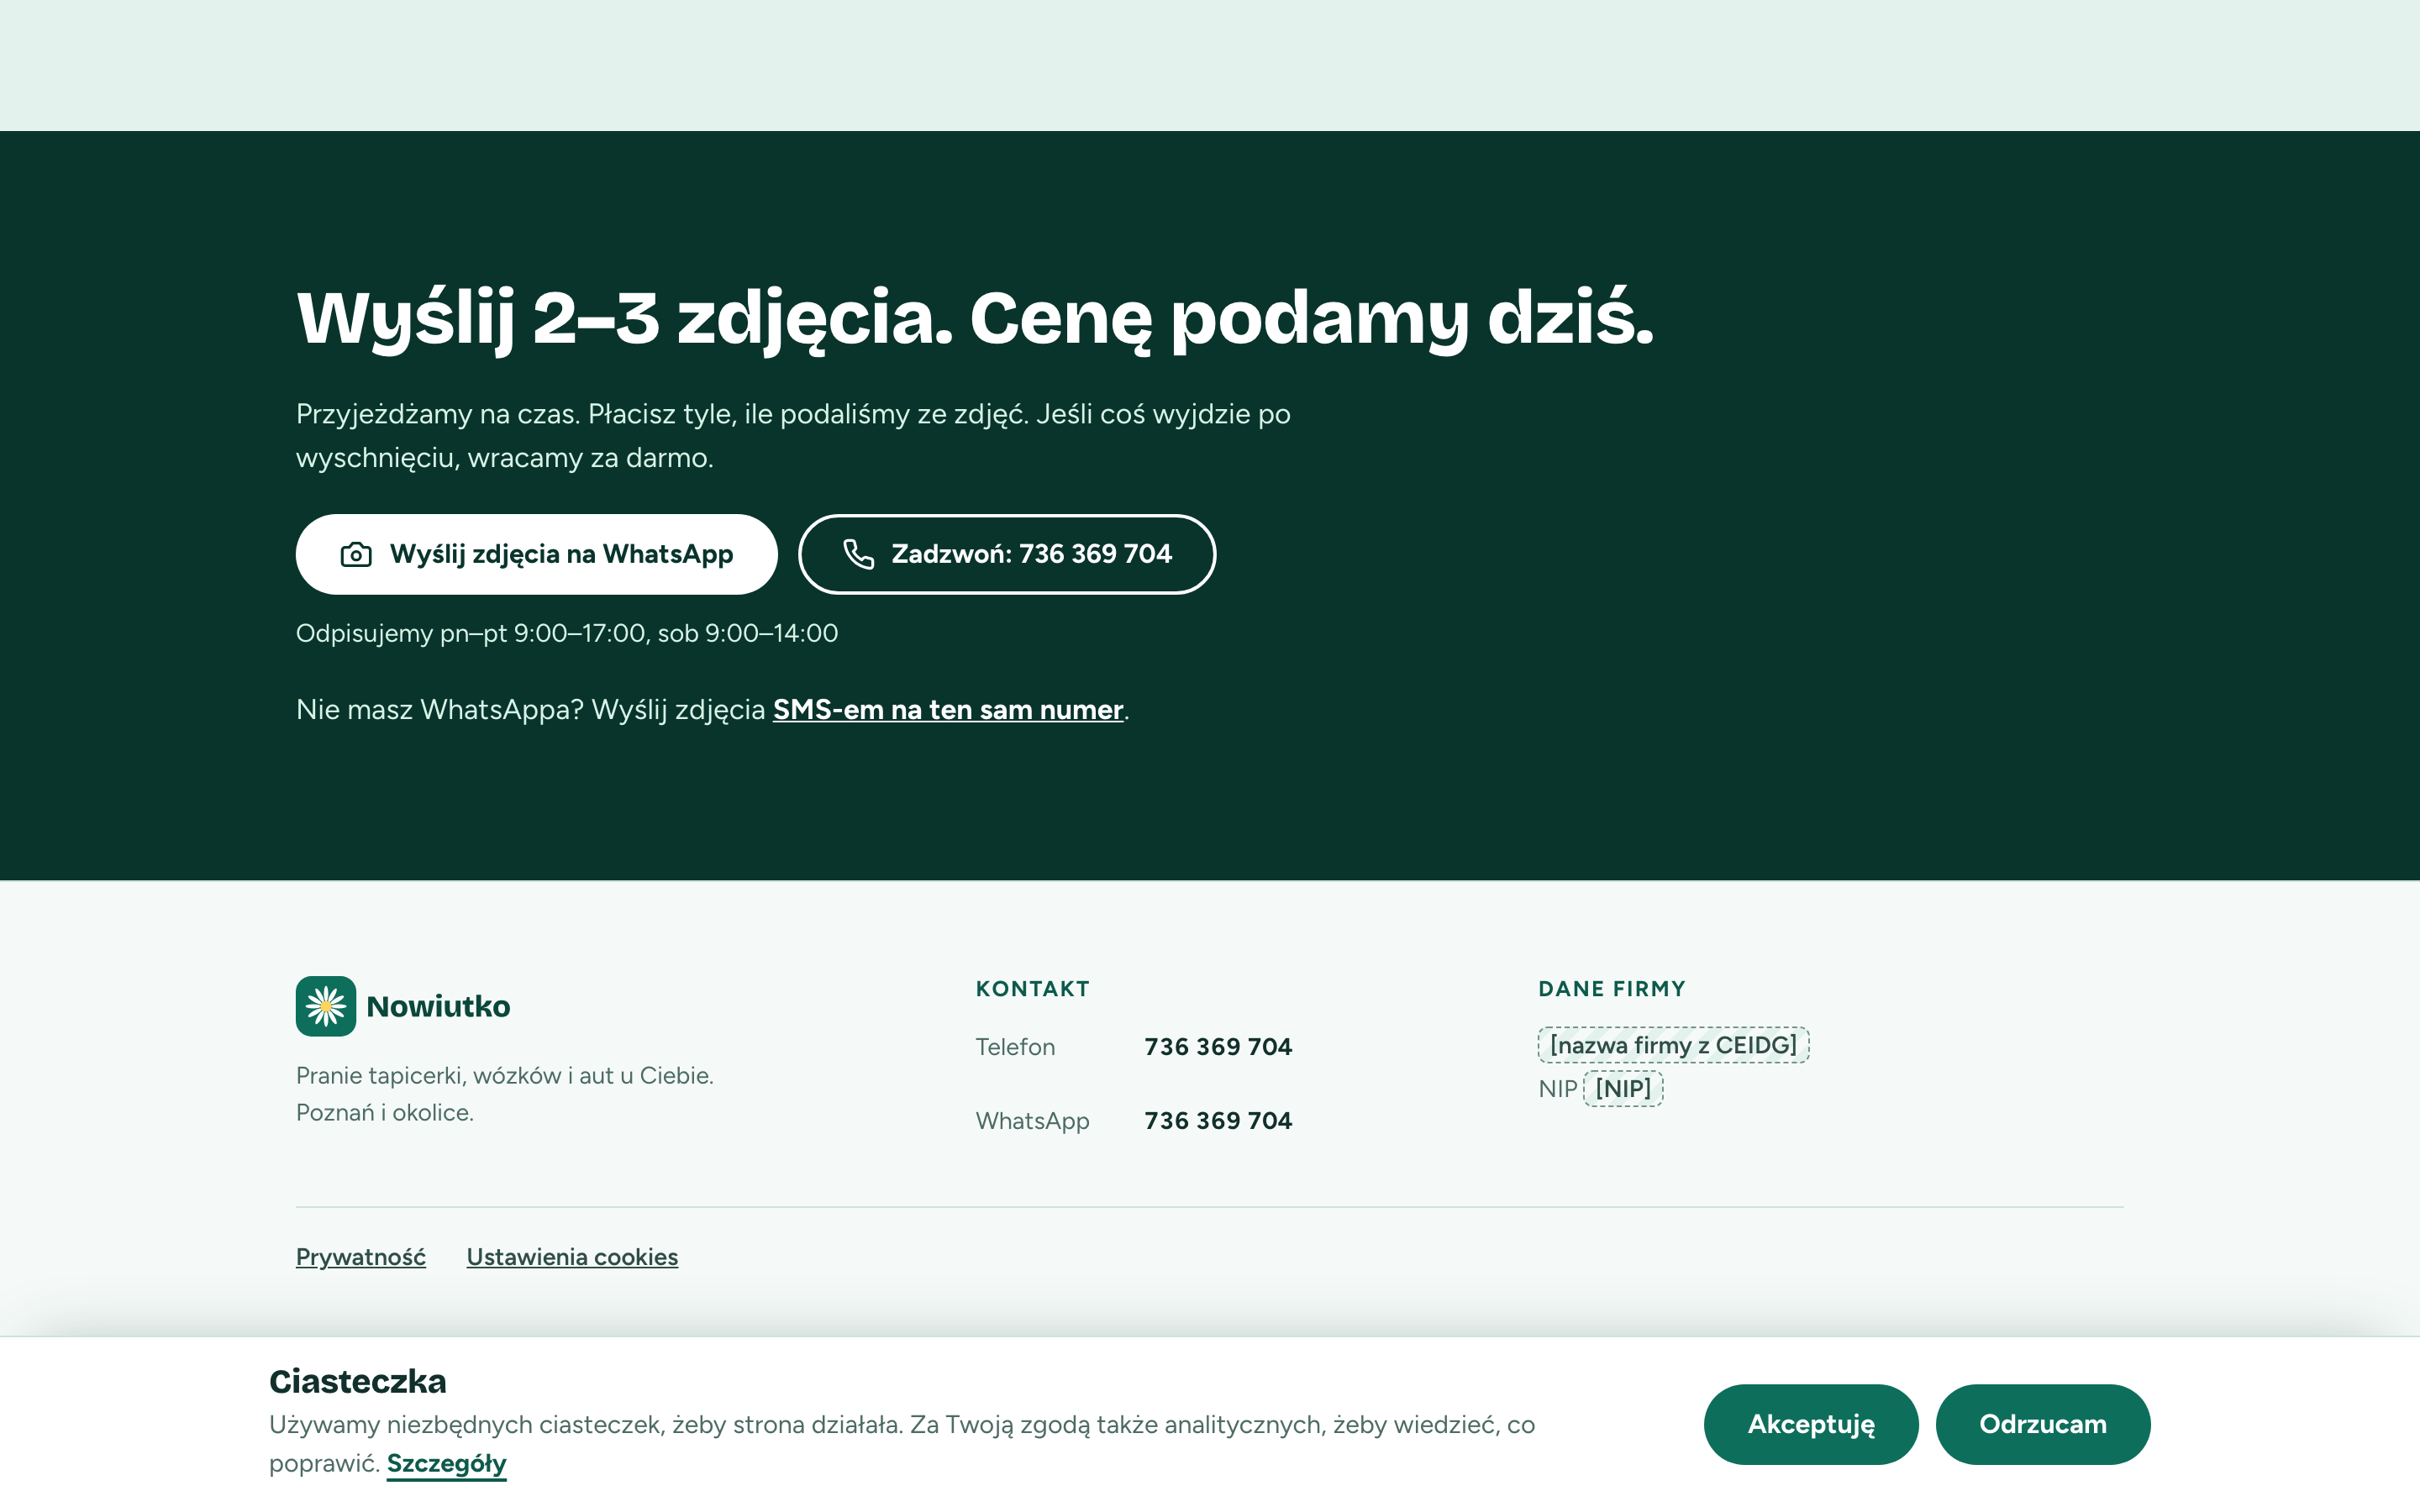 Wyślij 2–3 zdjęcia. Cenę podamy dziś.
Przyjeżdżamy na czas. Płacisz tyle, ile podaliśmy ze zdjęć. Jeśli coś wyjdzie po
wyschnięciu, wracamy za darmo.
Wyślij zdjęcia na WhatsApp
Zadzwoń: 736 369 704
Odpisujemy pn–pt 9:00–17:00, sob 9:00–14:00
Nie masz WhatsAppa? Wyślij zdjęcia SMS-em na ten sam numer.
Nowiutko
Pranie tapicerki, wózków i aut u Ciebie.
Poznań i okolice.
KONTAKT
Telefon 736 369 704
WhatsApp 736 369 704
DANE FIRMY
[nazwa firmy z CEIDG]
NIP [NIP]
Prywatność Ustawienia cookies
Ciasteczka
Używamy niezbędnych ciasteczek, żeby strona działała. Za Twoją zgodą także analitycznych, żeby wiedzieć, co
poprawić. Szczegóły
Akceptuję
Odrzucam